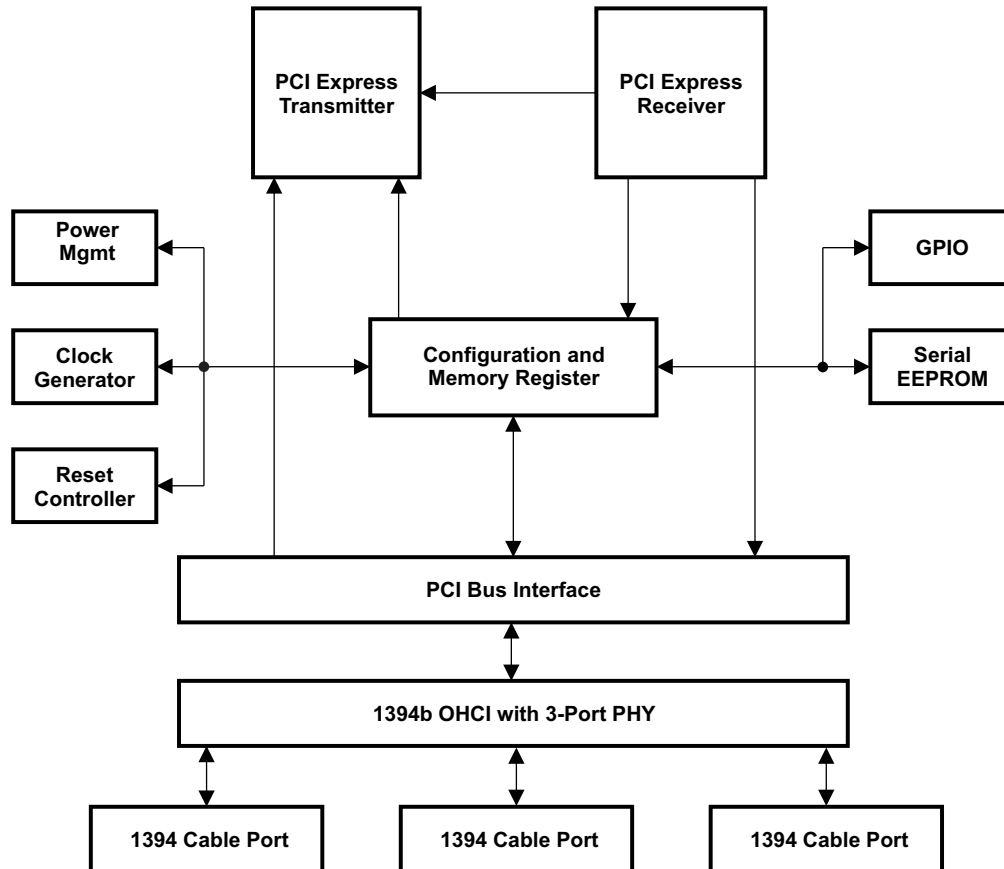 PCI Express
Transmitter
PCI Express
Receiver
Power
Mgmt
GPIO
Clock
Generator
Configuration and
Memory Register
Serial
EEPROM
Reset
Controller
PCI Bus Interface
1394b OHCI with 3-Port PHY
1394 Cable Port
1394 Cable Port
1394 Cable Port